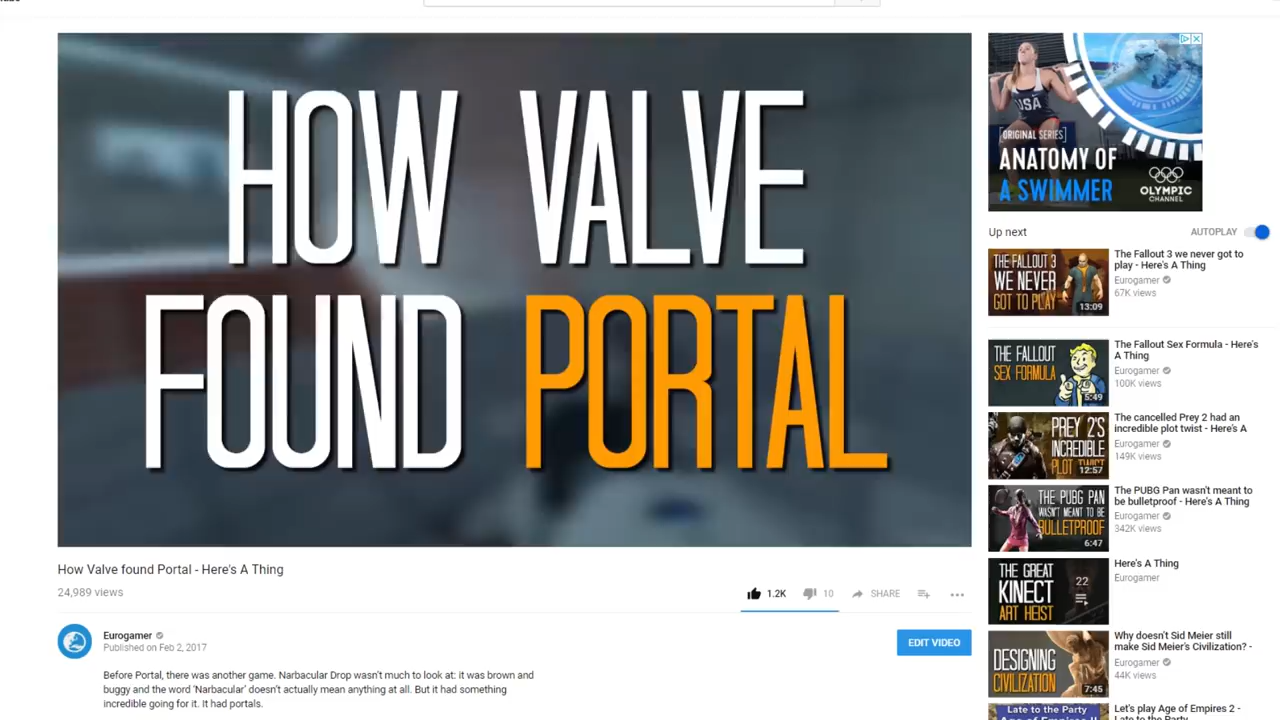 HOW VALVE
FOUND PORTAL
How Valve found Portal - Here's A Thing
24,989 views
1.2K
10
SHARE
Eurogamer
Published on Feb 2, 2017
EDIT VIDEO
Before Portal, there was another game. Narbacular Drop wasn't much to look at: it was brown and
buggy and the word 'Narbacular' doesn't actually mean anything at all. But it had something
incredible going for it. It had portals.
USA
ORIGINAL SERIES
ANATOMY OF
A SWIMMER
OLYMPIC
CHANNEL
Up next
AUTOPLAY
THE FALLOUT 3
WE NEVER
GOT TO PLAY
13:09
The Fallout 3 we never got to
play - Here's A Thing
Eurogamer
67K views
THE FALLOUT
SEX FORMULA
5:49
The Fallout Sex Formula - Here's
A Thing
Eurogamer
100K views
PREY 2'S
INCREDIBLE
PLOT TWIST
12:57
The cancelled Prey 2 had an
incredible plot twist - Here's A
Eurogamer
149K views
THE PUBG PAN
WASN'T MEANT TO BE
BULLETPROOF
6:47
The PUBG Pan wasn't meant to
be bulletproof - Here's A Thing
Eurogamer
342K views
THE GREAT
KINECT
ART HEIST
22
Here's A Thing
Eurogamer
DESIGNING
CIVILIZATION
7:45
Why doesn't Sid Meier still
make Sid Meier's Civilization? -
Eurogamer
44K views
Late to the Party
Let's play Age of Empires 2 -